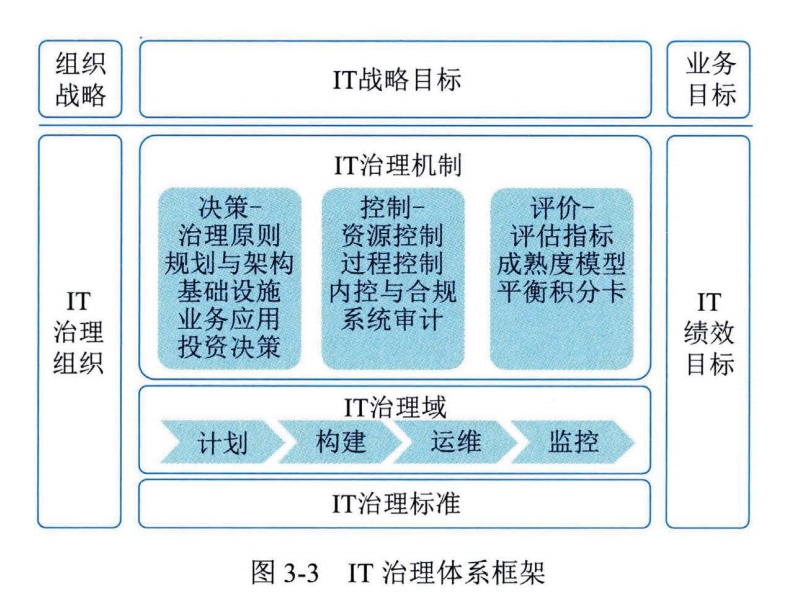 组织
战略
IT战略目标
业务
目标
IT
治理
组织
IT治理机制
决策-
治理原则
规划与架构
基础设施
业务应用
投资决策
控制-
资源控制
过程控制
内控与合规
系统审计
评价-
评估指标
成熟度模型
平衡积分卡
IT治理域
计划
构建
运维
监控
IT治理标准
IT
绩效
目标
图 3-3 IT 治理体系框架